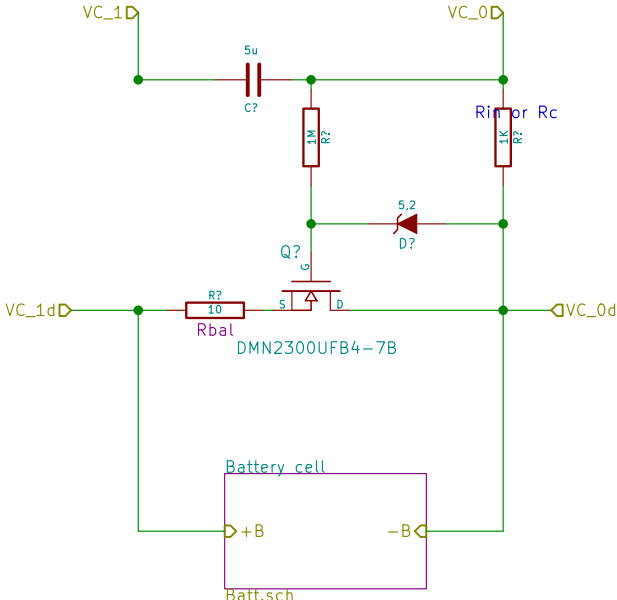 VC_1
VC_0
5u
C?
Rin or Rc
1M
R?
1K
R?
5,2
D?
Q?
G
S
D
R?
10
Rbal
VC_1d
VC_0d
DMN2300UFB4-7B
Battery cell
+B
-B
Batt.sch